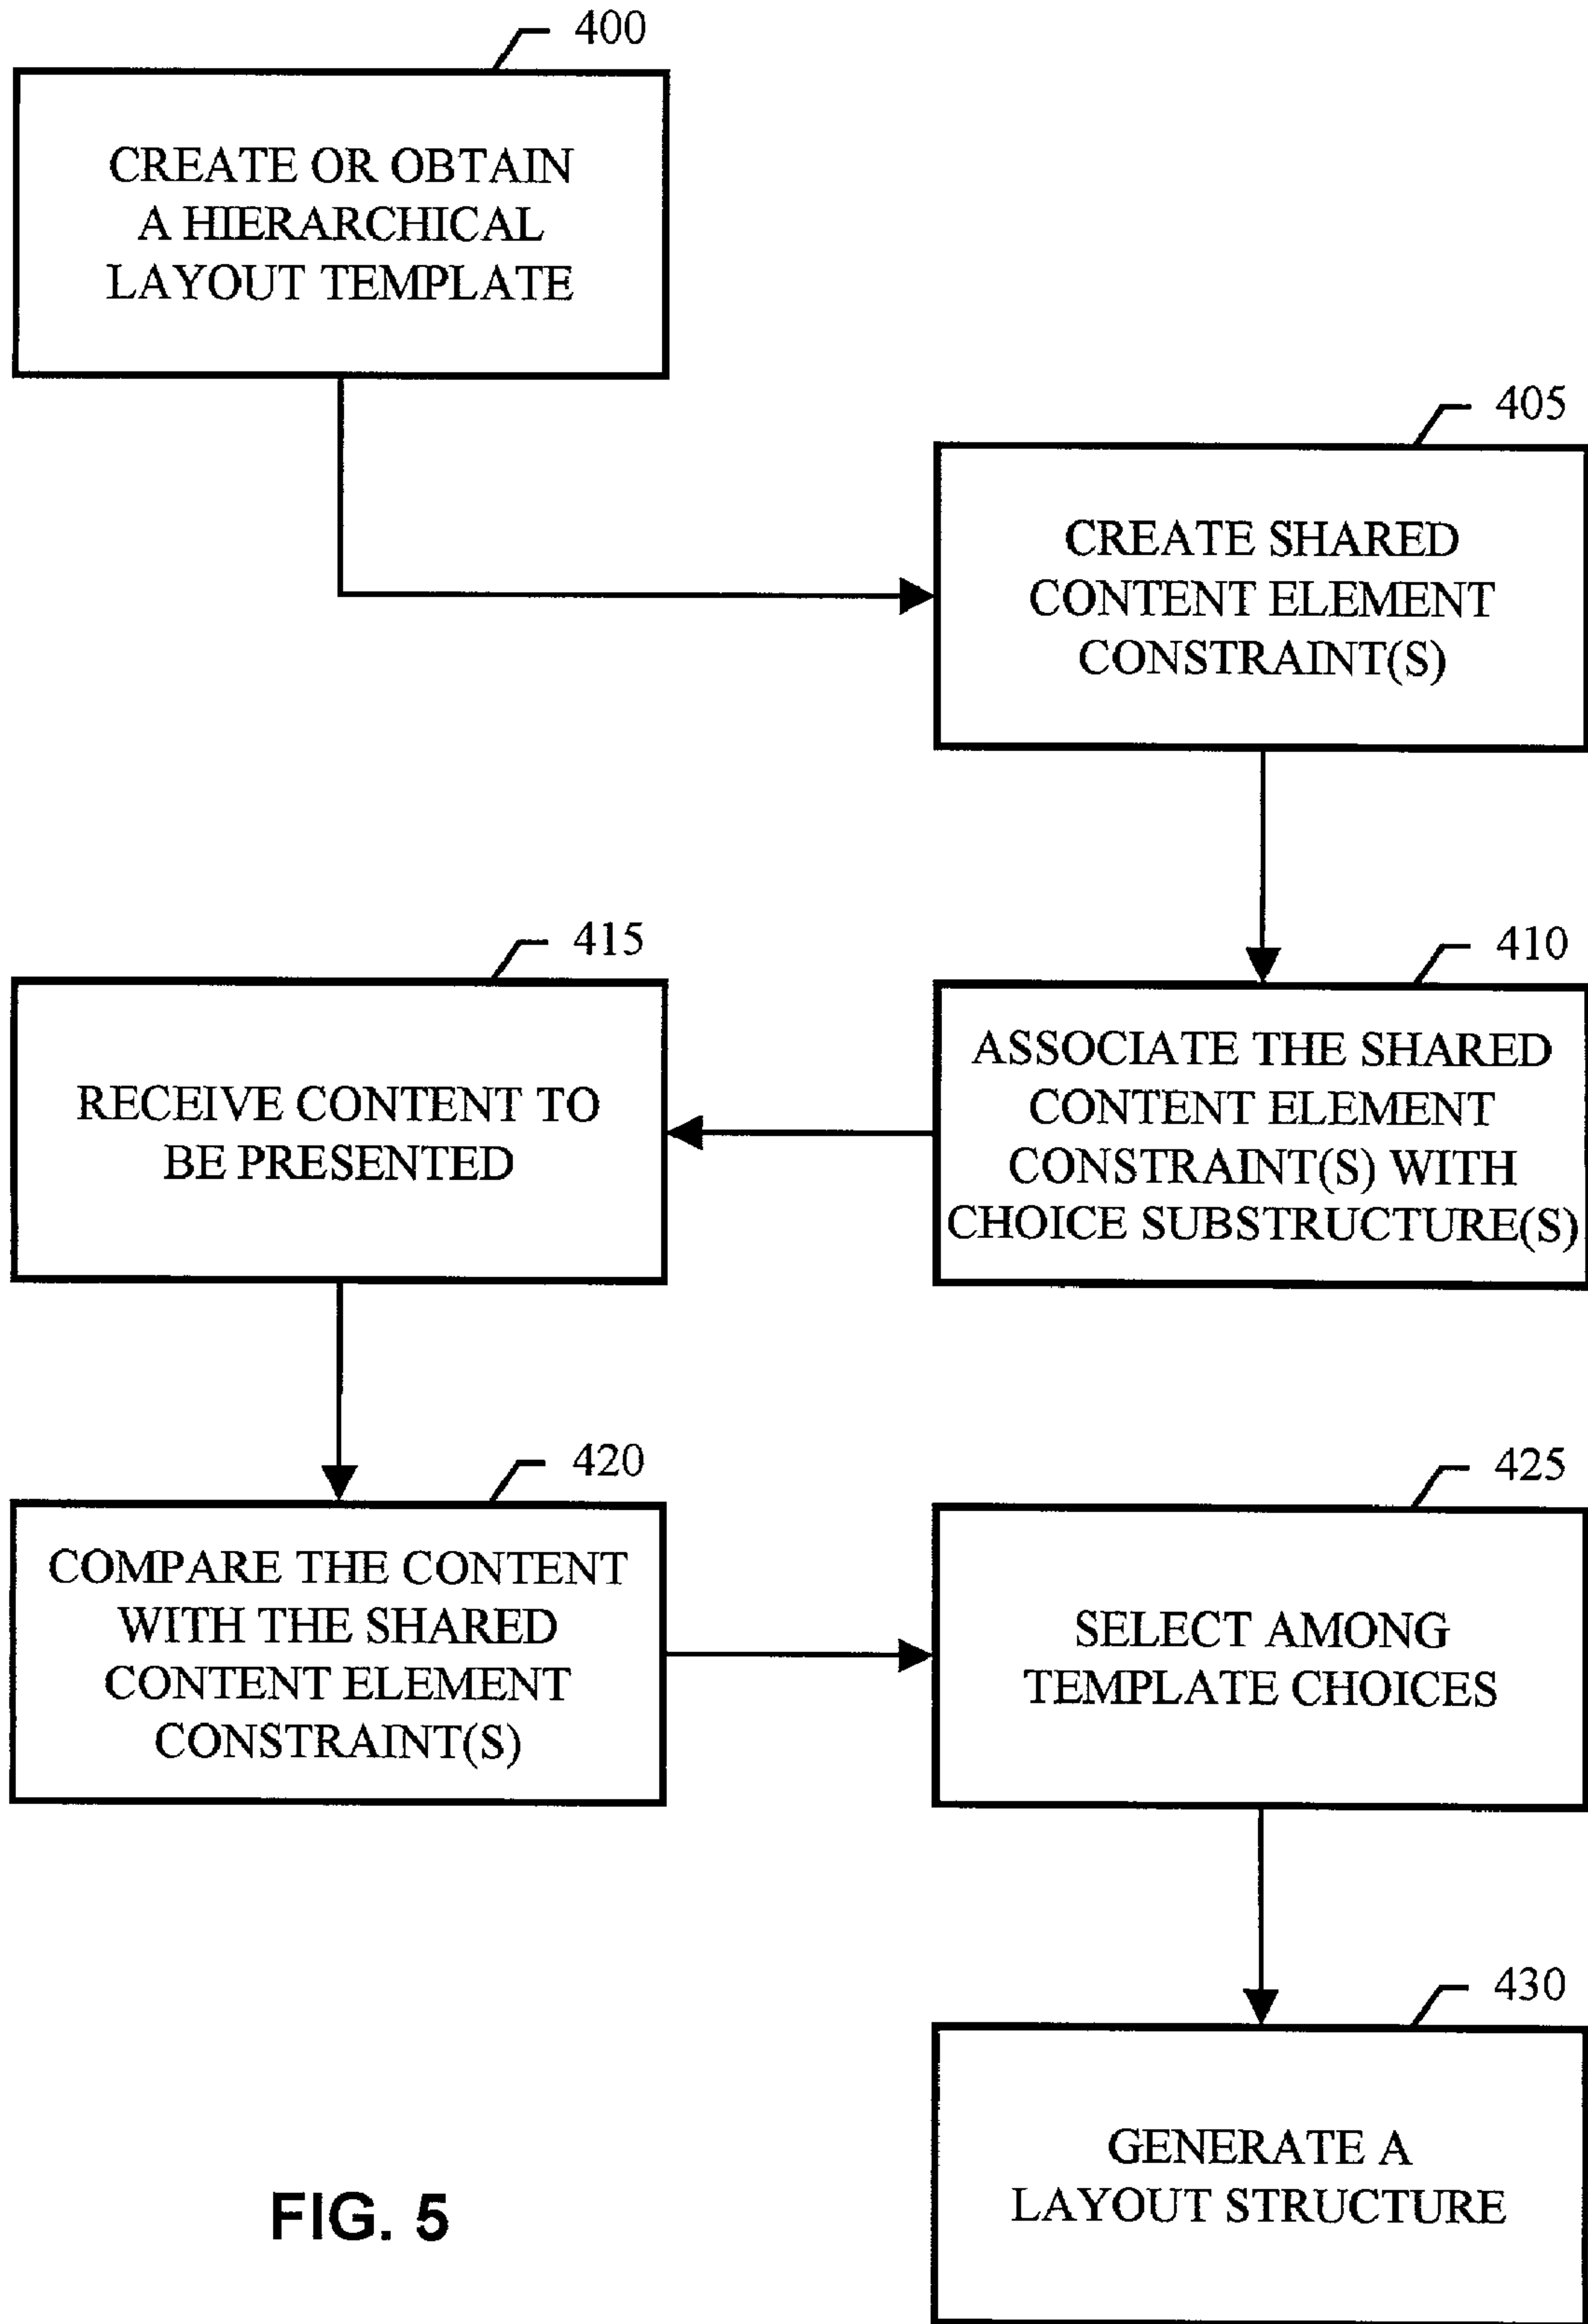 400
CREATE OR OBTAIN
A HIERARCHICAL
LAYOUT TEMPLATE
405
CREATE SHARED
CONTENT ELEMENT
CONSTRAINT(S)
410
ASSOCIATE THE SHARED
CONTENT ELEMENT
CONSTRAINT(S) WITH
CHOICE SUBSTRUCTURE(S)
415
RECEIVE CONTENT TO
BE PRESENTED
420
COMPARE THE CONTENT
WITH THE SHARED
CONTENT ELEMENT
CONSTRAINT(S)
425
SELECT AMONG
TEMPLATE CHOICES
430
GENERATE A
LAYOUT STRUCTURE
FIG. 5